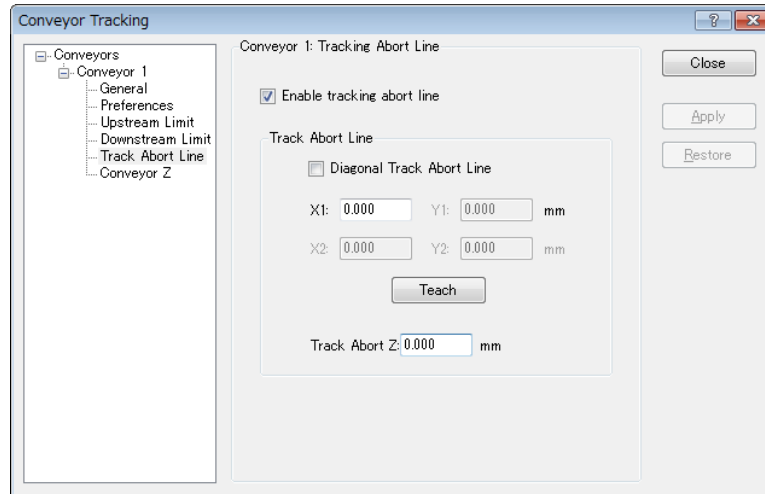 Conveyor Tracking
Conveyors
Conveyor 1
General
Preferences
Upstream Limit
Downstream Limit
Track Abort Line
Conveyor Z
Conveyor 1: Tracking Abort Line
Enable tracking abort line
Track Abort Line
Diagonal Track Abort Line
X1: 0.000 Y1: 0.000 mm
X2: 0.000 Y2: 0.000 mm
Teach
Track Abort Z: 0.000 mm
Close
Apply
Restore